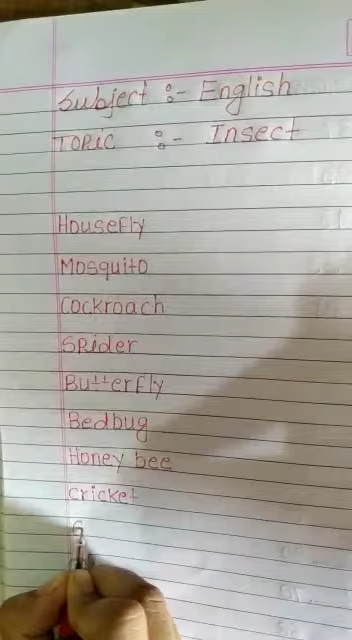 Subject :- English
TOPIC :- Insect
Housefly
Mosquito
Cockroach
SPider
Butterfly
Bedbug
Honey bee
cricket
G